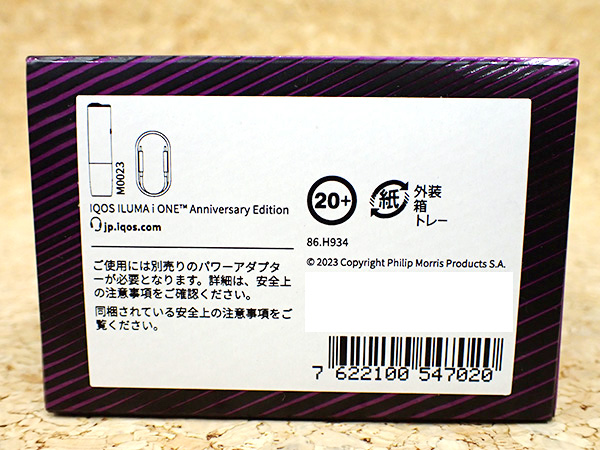 M0023
IQOS ILUMA i ONE™ Anniversary Edition
jp.iqos.com
ご使用には別売りのパワーアダプタ
ーが必要となります。詳細は、安全上
の注意事項をご確認ください。
同梱されている安全上の注意事項をご
覧ください。
20+
紙
外装
箱
トレー
86.H934
© 2023 Copyright Philip Morris Products S.A.
7 622100 547020